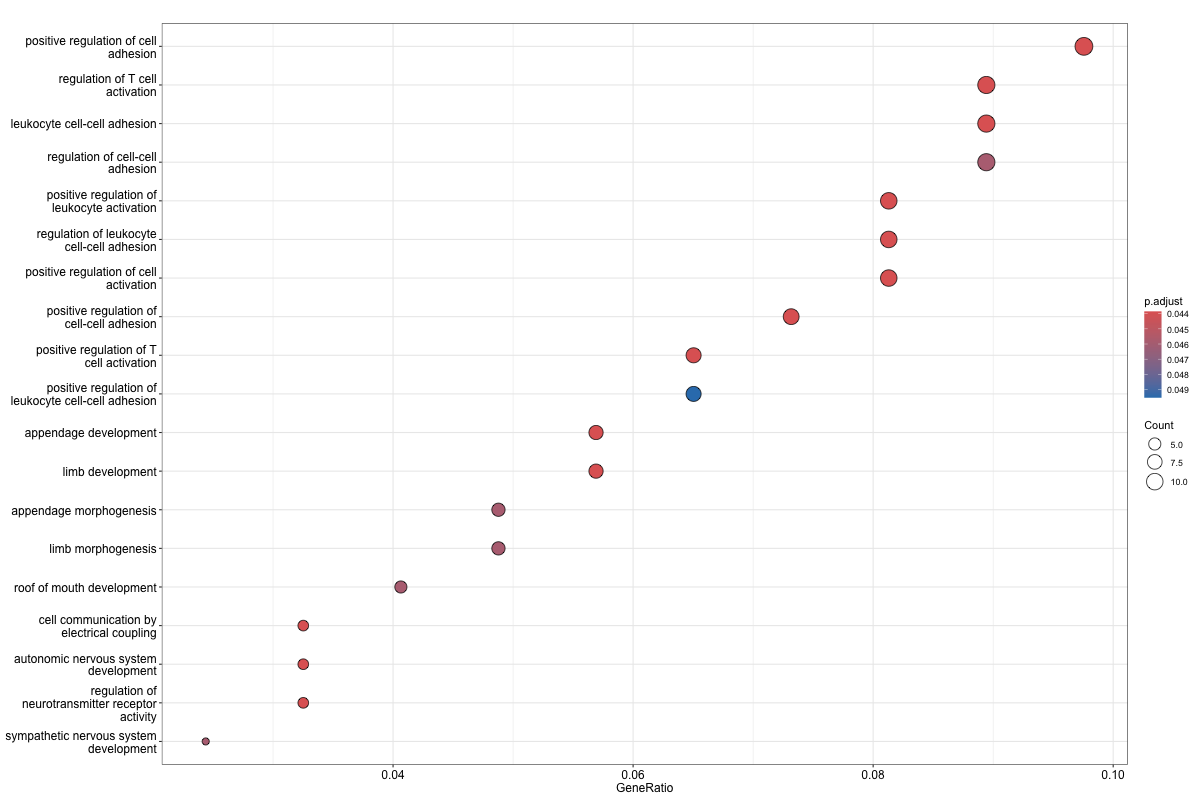 positive regulation of cell
adhesion
regulation of T cell
activation
leukocyte cell-cell adhesion
regulation of cell-cell
adhesion
positive regulation of
leukocyte activation
regulation of leukocyte
cell-cell adhesion
positive regulation of cell
activation
positive regulation of
cell-cell adhesion
positive regulation of T
cell activation
positive regulation of
leukocyte cell-cell adhesion
appendage development
limb development
appendage morphogenesis
limb morphogenesis
roof of mouth development
cell communication by
electrical coupling
autonomic nervous system
development
regulation of
neurotransmitter receptor
activity
sympathetic nervous system
development
0.04 0.06 0.08 0.10
GeneRatio
p.adjust
0.044
0.045
0.046
0.047
0.048
0.049
Count
5.0
7.5
10.0